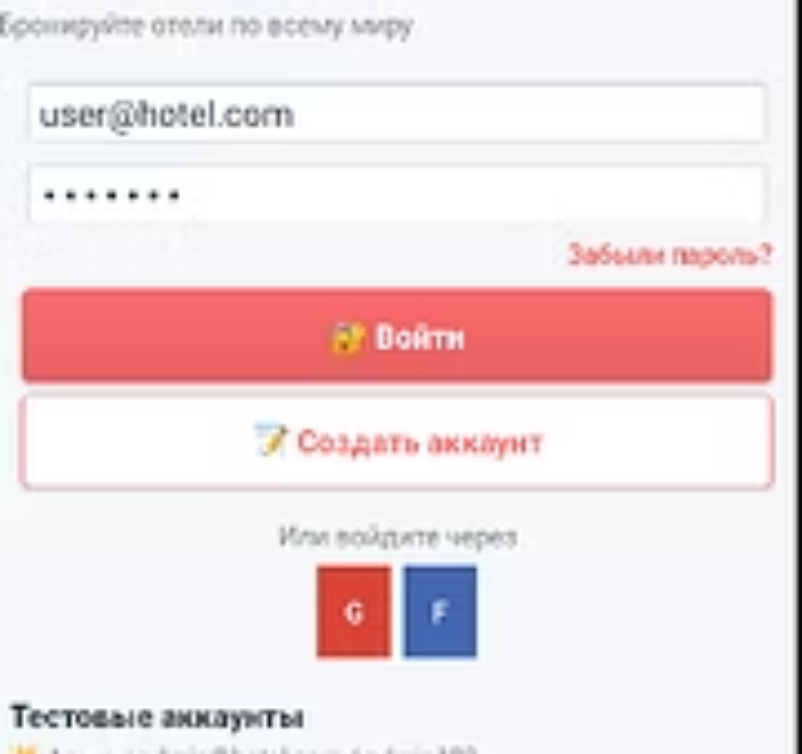 Бронируйте отели по всему миру
user@hotel.com
•••••••
Забыли пароль?
🔐 Войти
📝 Создать аккаунт
Или войдите через
G F
Тестовые аккаунты